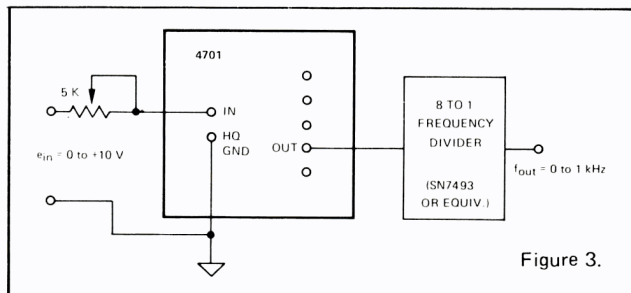 4701
5 K
IN
HQ
GND
OUT
e_in = 0 to +10 V
8 TO 1
FREQUENCY
DIVIDER
(SN7493
OR EQUIV.)
f_out = 0 to 1 kHz
Figure 3.